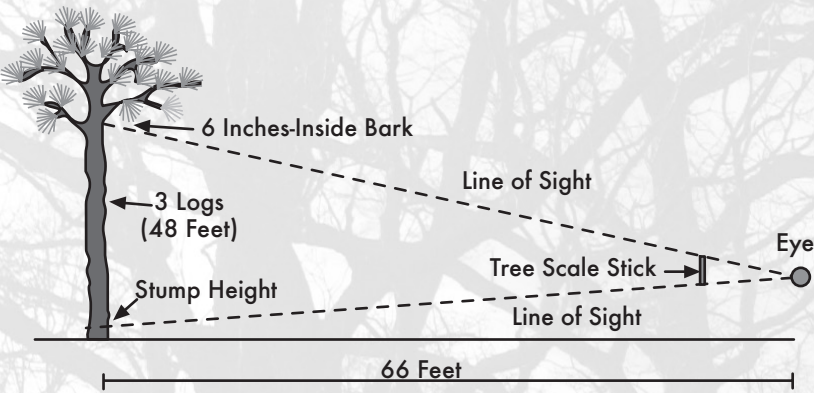 6 Inches-Inside Bark
Line of Sight
3 Logs
(48 Feet)
Eye
Tree Scale Stick
Stump Height
Line of Sight
66 Feet